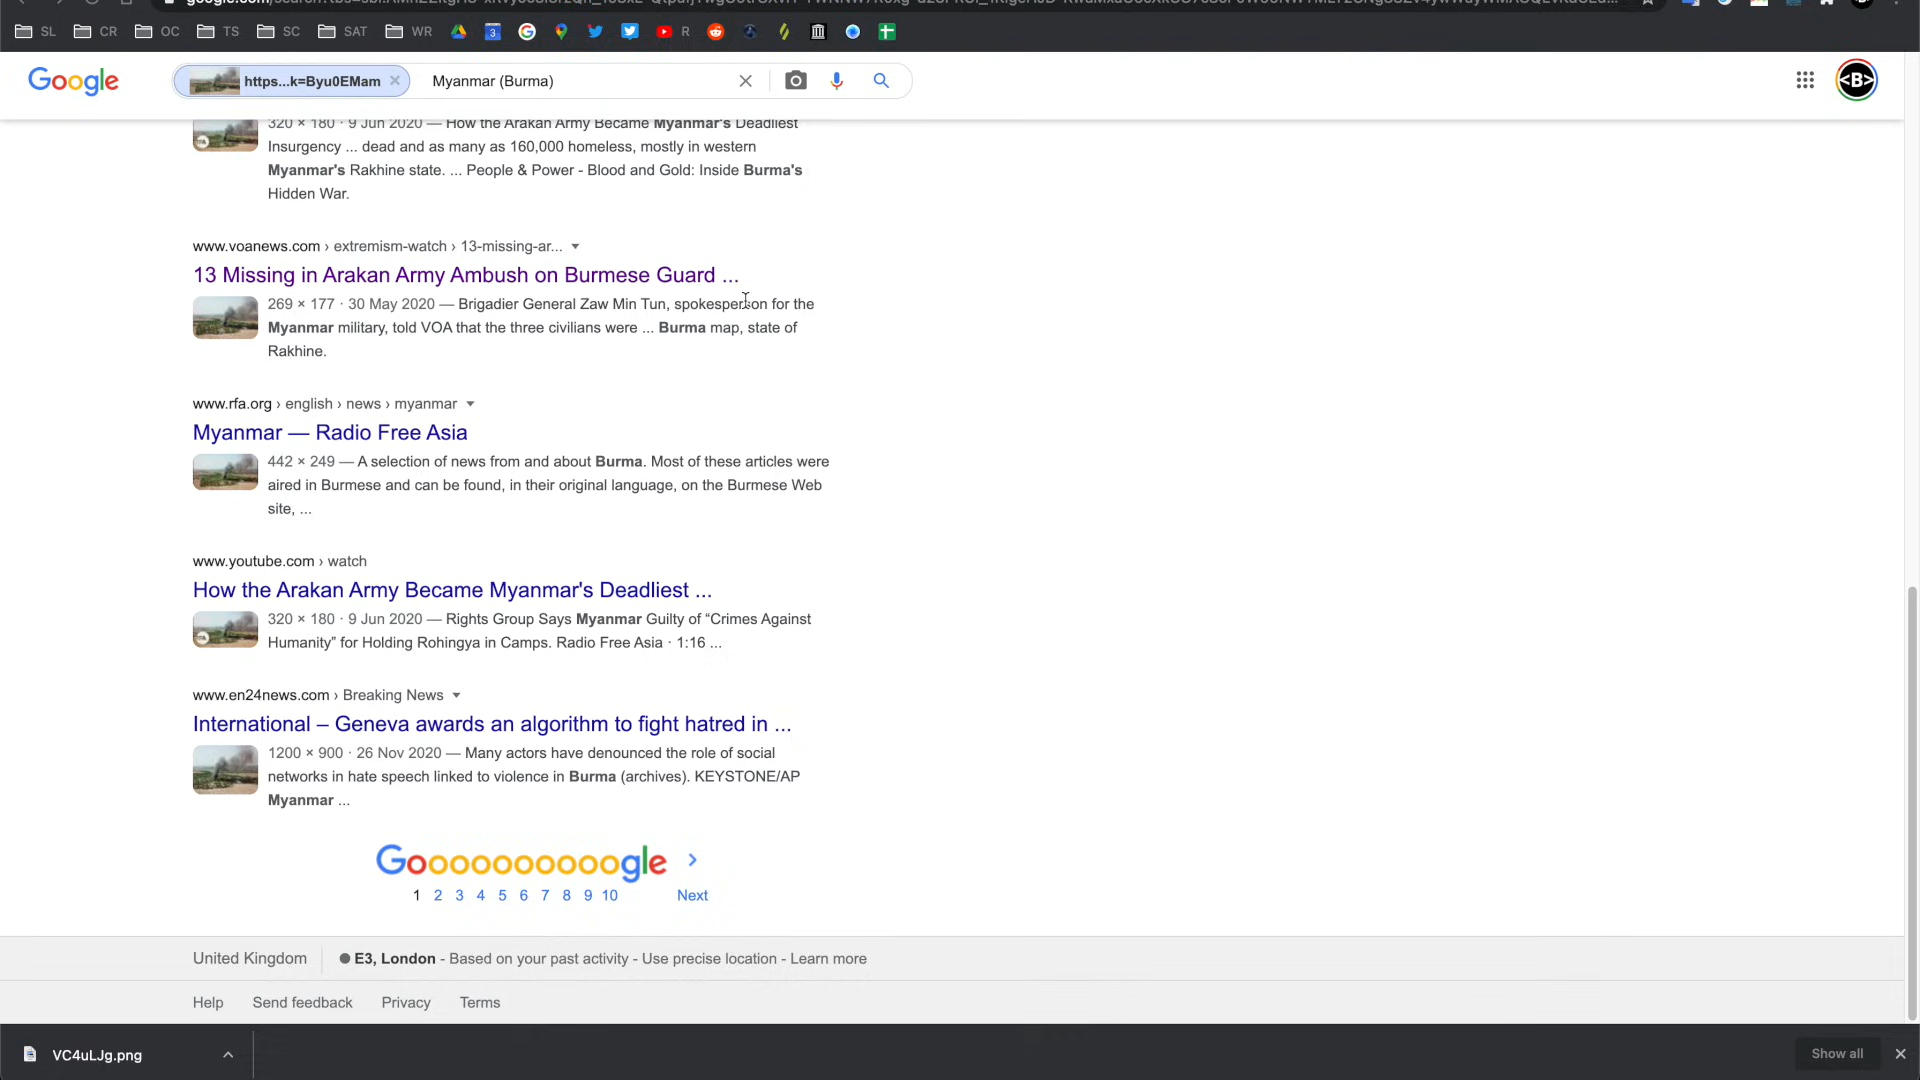 SL CR OC TS SC SAT WR 3 R
Google https...k=Byu0EMam Myanmar (Burma) <B>
320 × 180 · 9 Jun 2020 — How the Arakan Army Became Myanmar's Deadliest
Insurgency ... dead and as many as 160,000 homeless, mostly in western
Myanmar's Rakhine state. ... People & Power - Blood and Gold: Inside Burma's
Hidden War.
www.voanews.com › extremism-watch › 13-missing-ar...
13 Missing in Arakan Army Ambush on Burmese Guard ...
269 × 177 · 30 May 2020 — Brigadier General Zaw Min Tun, spokesperson for the
Myanmar military, told VOA that the three civilians were ... Burma map, state of
Rakhine.
www.rfa.org › english › news › myanmar
Myanmar — Radio Free Asia
442 × 249 — A selection of news from and about Burma. Most of these articles were
aired in Burmese and can be found, in their original language, on the Burmese Web
site, ...
www.youtube.com › watch
How the Arakan Army Became Myanmar's Deadliest ...
320 × 180 · 9 Jun 2020 — Rights Group Says Myanmar Guilty of “Crimes Against
Humanity” for Holding Rohingya in Camps. Radio Free Asia · 1:16 ...
www.en24news.com › Breaking News
International – Geneva awards an algorithm to fight hatred in ...
1200 × 900 · 26 Nov 2020 — Many actors have denounced the role of social
networks in hate speech linked to violence in Burma (archives). KEYSTONE/AP
Myanmar ...
Goooooooooogle
1 2 3 4 5 6 7 8 9 10 Next
United Kingdom E3, London - Based on your past activity - Use precise location - Learn more
Help Send feedback Privacy Terms
VC4uLJg.png Show all